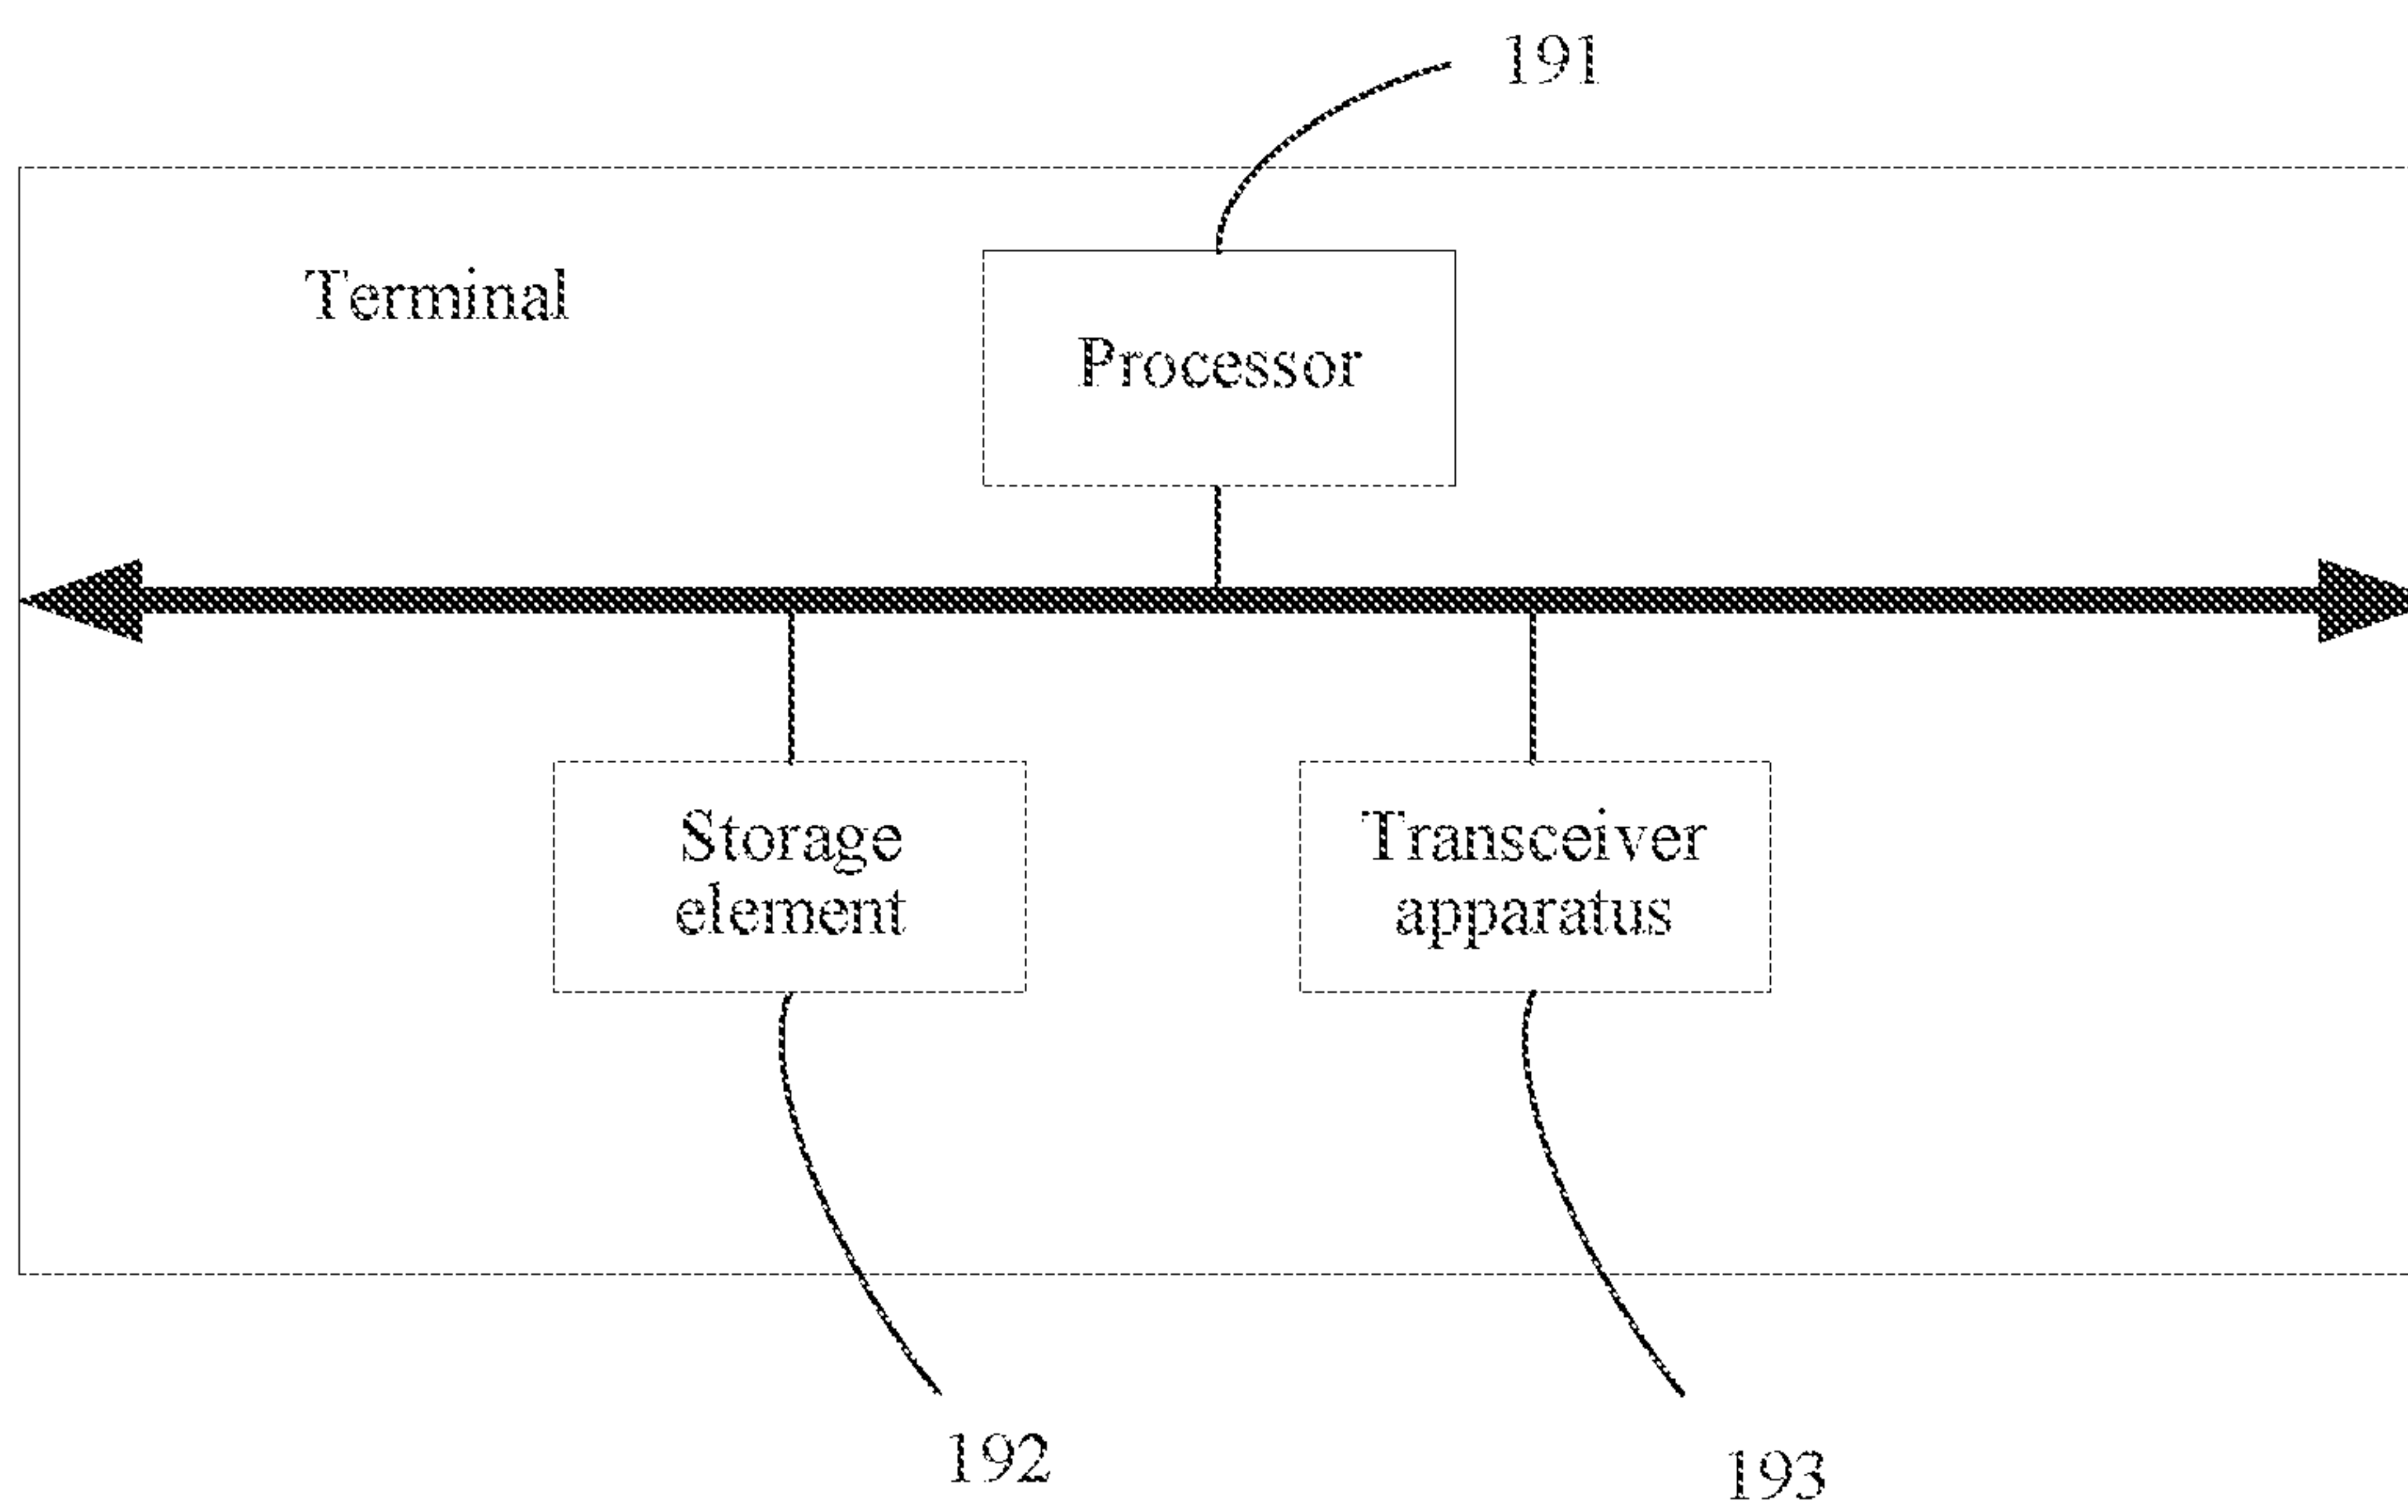 191
Terminal
Processor
Storage
element
Transceiver
apparatus
192
193